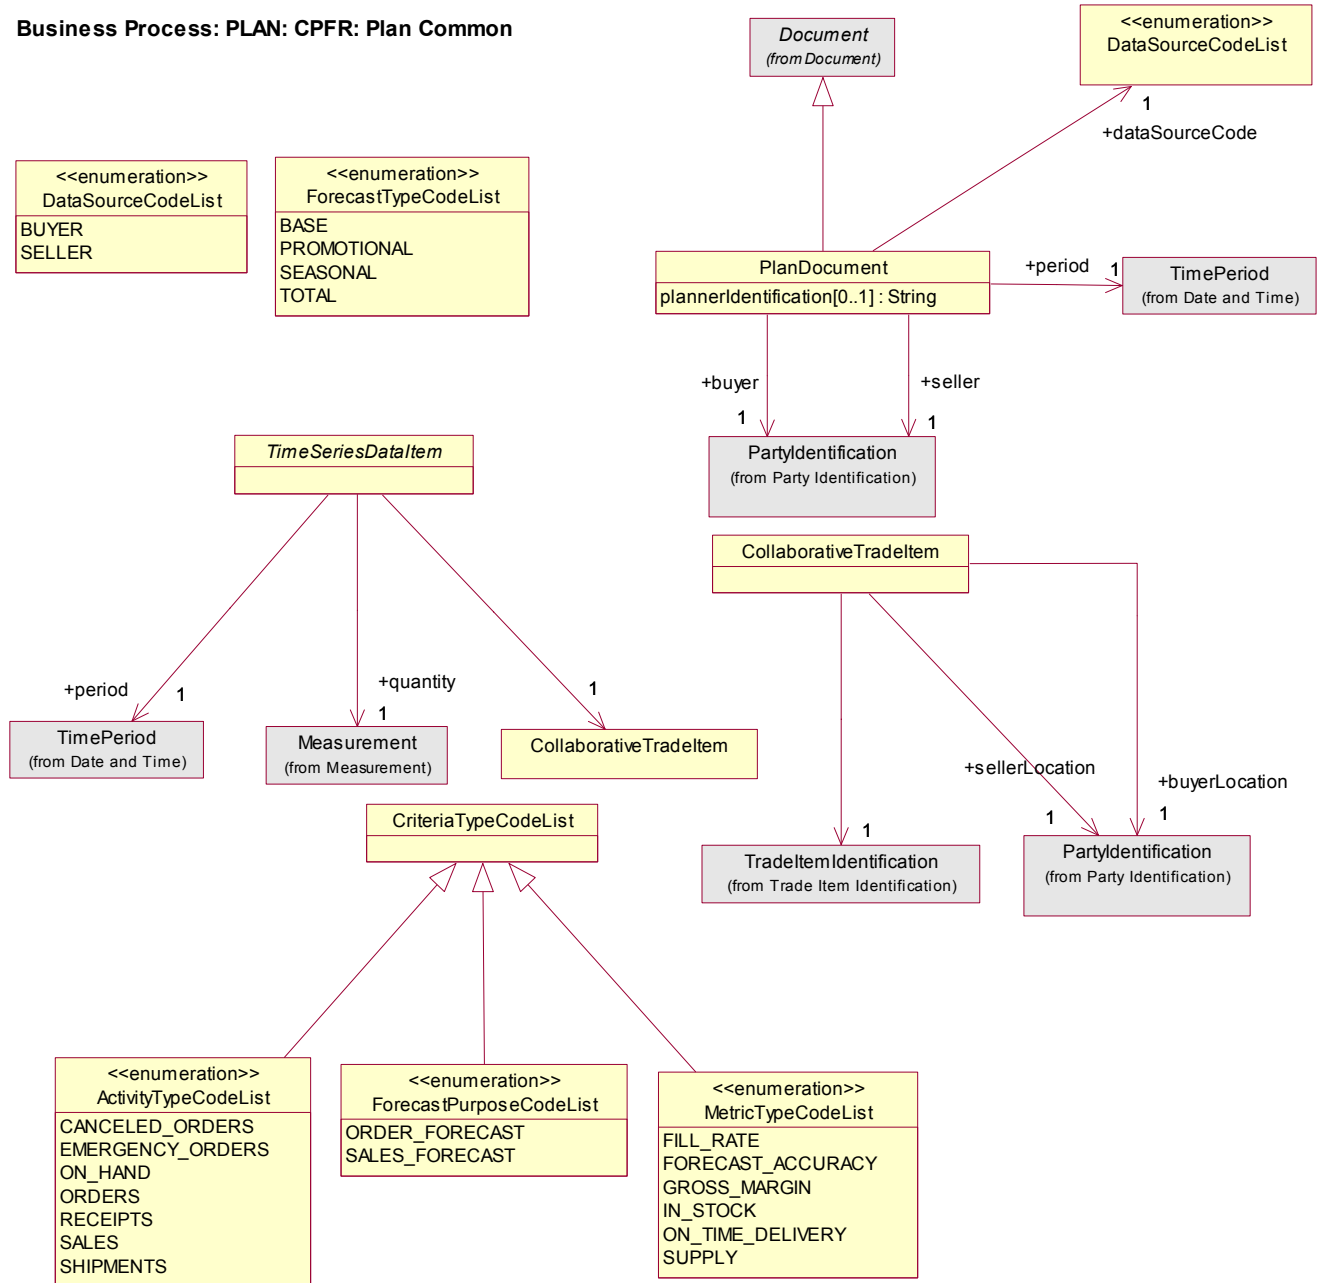 Business Process: PLAN: CPFR: Plan Common
Document
(from Document)
<<enumeration>>
DataSourceCodeList
1
+dataSourceCode
<<enumeration>>
DataSourceCodeList
BUYER
SELLER
<<enumeration>>
ForecastTypeCodeList
BASE
PROMOTIONAL
SEASONAL
TOTAL
PlanDocument
plannerIdentification[0..1] : String
+period
1
TimePeriod
(from Date and Time)
+buyer
1
+seller
1
PartyIdentification
(from Party Identification)
TimeSeriesDataItem
+period
1
+quantity
1
1
TimePeriod
(from Date and Time)
Measurement
(from Measurement)
CollaborativeTradeItem
CollaborativeTradeItem
+sellerLocation
+buyerLocation
1
1
1
TradeItemIdentification
(from Trade Item Identification)
PartyIdentification
(from Party Identification)
CriteriaTypeCodeList
<<enumeration>>
ActivityTypeCodeList
CANCELED_ORDERS
EMERGENCY_ORDERS
ON_HAND
ORDERS
RECEIPTS
SALES
SHIPMENTS
<<enumeration>>
ForecastPurposeCodeList
ORDER_FORECAST
SALES_FORECAST
<<enumeration>>
MetricTypeCodeList
FILL_RATE
FORECAST_ACCURACY
GROSS_MARGIN
IN_STOCK
ON_TIME_DELIVERY
SUPPLY